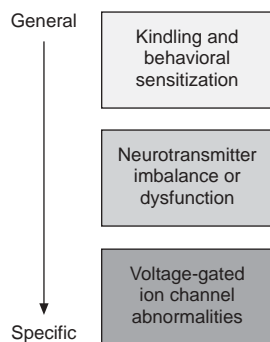 General
Kindling and
behavioral
sensitization
Neurotransmitter
imbalance or
dysfunction
Voltage-gated
ion channel
abnormalities
Specific